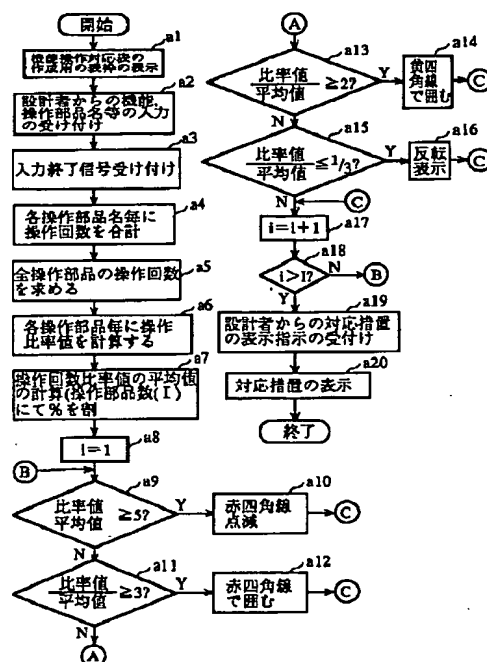 開始
a1
機能操作対応表の
作成用の表枠の表示
a2
設計者からの機能,
操作部品名等の入力
の受け付け
a3
入力終了信号受け付け
a4
各操作部品名毎に
操作回数を合計
a5
全操作部品の操作回数
を求める
a6
各操作部品毎に操作
比率値を計算する
a7
操作回数比率値の平均値
の計算(操作部品数(I)
にて%を割
a8
i=1
B
a9
比率値
平均値
≧5?
Y
N
a10
赤四角線
点滅
C
a11
比率値
平均値
≧3?
Y
N
a12
赤四角線
で囲む
C
A
A
a13
比率値
平均値
≧2?
Y
N
a14
黄四
角線
で囲む
C
a15
比率値
平均値
≦1/3?
Y
N
a16
反転
表示
C
C
a17
i=i+1
a18
i>I?
N
B
Y
a19
設計者からの対応措置
の表示指示の受付け
a20
対応措置の表示
終了